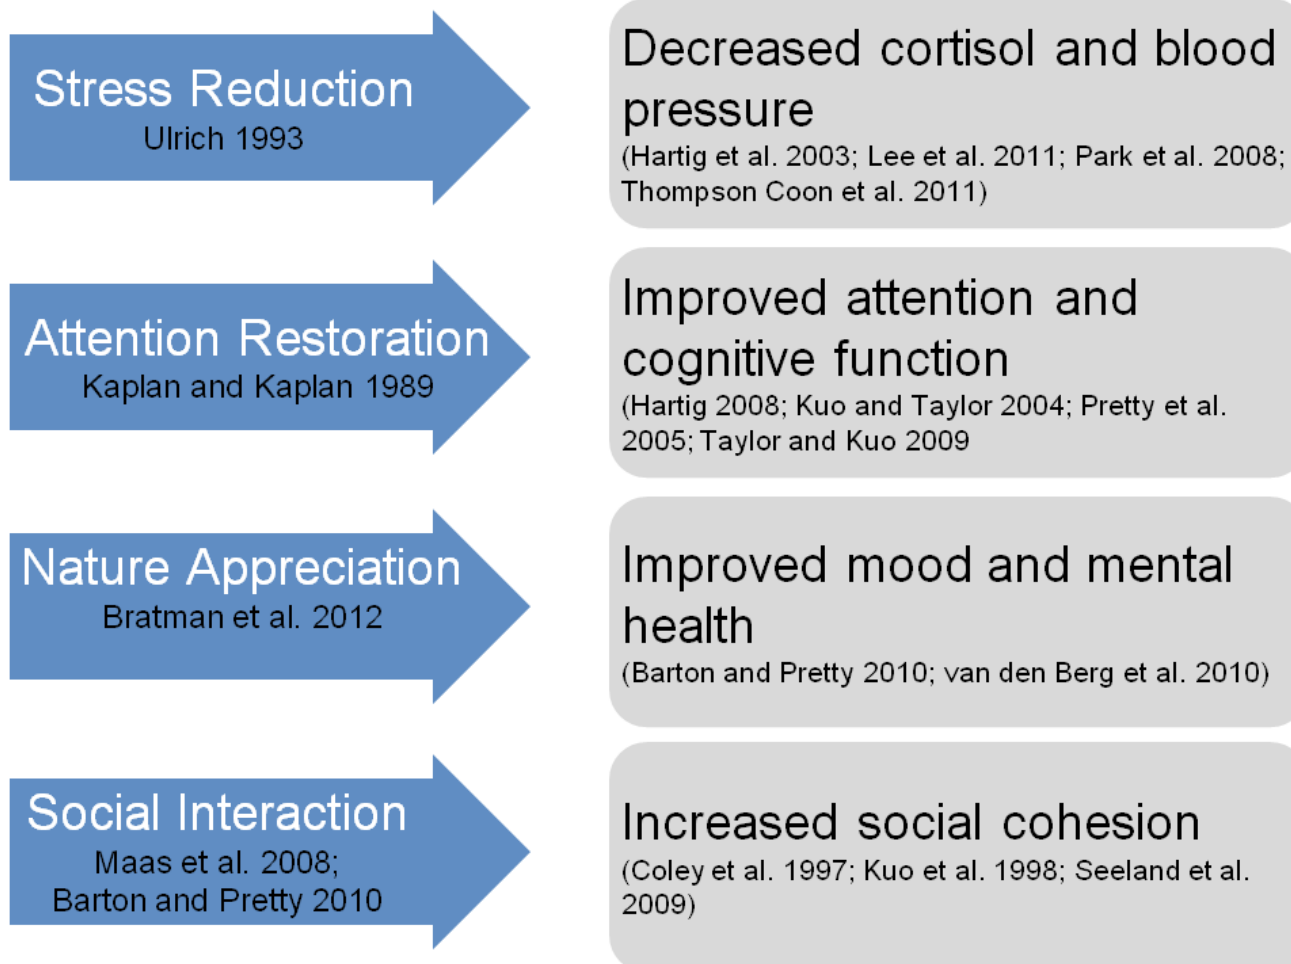 Stress Reduction
Ulrich 1993
Decreased cortisol and blood
pressure
(Hartig et al. 2003; Lee et al. 2011; Park et al. 2008;
Thompson Coon et al. 2011)
Attention Restoration
Kaplan and Kaplan 1989
Improved attention and
cognitive function
(Hartig 2008; Kuo and Taylor 2004; Pretty et al.
2005; Taylor and Kuo 2009
Nature Appreciation
Bratman et al. 2012
Improved mood and mental
health
(Barton and Pretty 2010; van den Berg et al. 2010)
Social Interaction
Maas et al. 2008;
Barton and Pretty 2010
Increased social cohesion
(Coley et al. 1997; Kuo et al. 1998; Seeland et al.
2009)